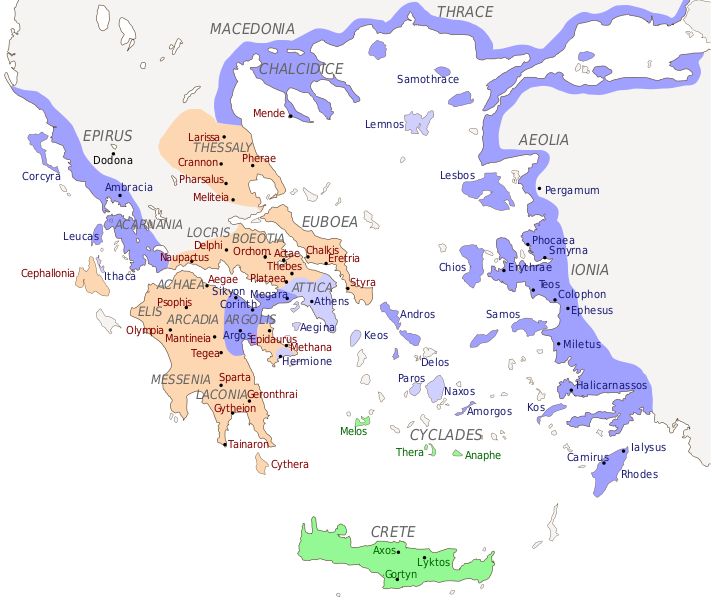 THRACE
MACEDONIA
CHALCIDICE
Samothrace
Mende
Lemnos
EPIRUS
Larissa
THESSALY
AEOLIA
Dodona
Crannon
Pherae
Corcyra
Pharsalus
Lesbos
Ambracia
Pergamum
Meliteia
ACARNANIA
EUBOEA
Leucas
LOCRIS
BOEOTIA
Phocaea
Delphi
Orchom
Actae
Chalkis
Smyrna
Naupactus
Thebes
Eretria
Chios
Erythrae
IONIA
Cephallonia
Ithaca
Aegae
Plataea
Styra
Teos
ACHAEA
Sikyon
Megara
ATTICA
Colophon
Psophis
Corinth
Athens
Ephesus
ELIS
ARCADIA
ARGOLIS
Andros
Samos
Olympia
Mantineia
Argos
Epidaurus
Aegina
Keos
Miletus
Tegea
Methana
Hermione
Delos
MESSENIA
Sparta
Paros
Halicarnassos
LACONIA
Geronthrai
Naxos
Gytheion
Amorgos
Kos
Melos
CYCLADES
Tainaron
Thera
Anaphe
Ialysus
Cythera
Camirus
Rhodes
CRETE
Axos
Lyktos
Gortyn